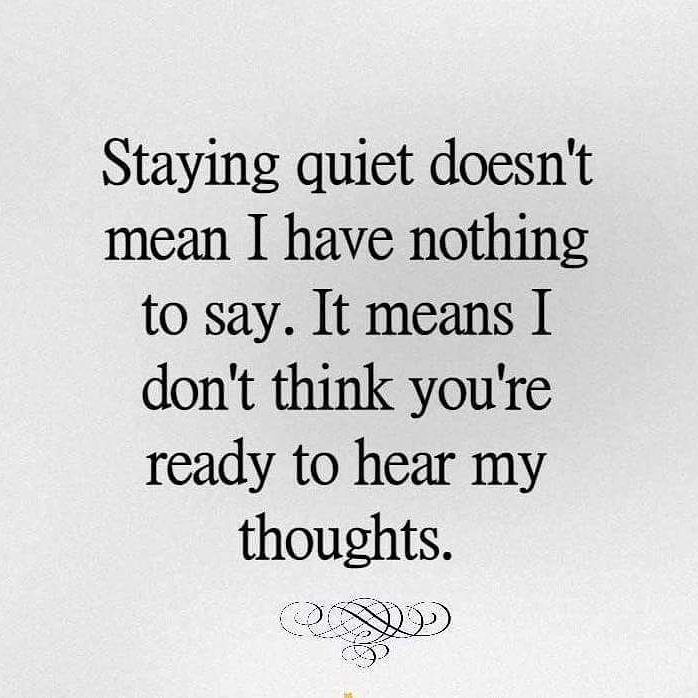 Staying quiet doesn't
mean I have nothing
to say. It means I
don't think you're
ready to hear my
thoughts.